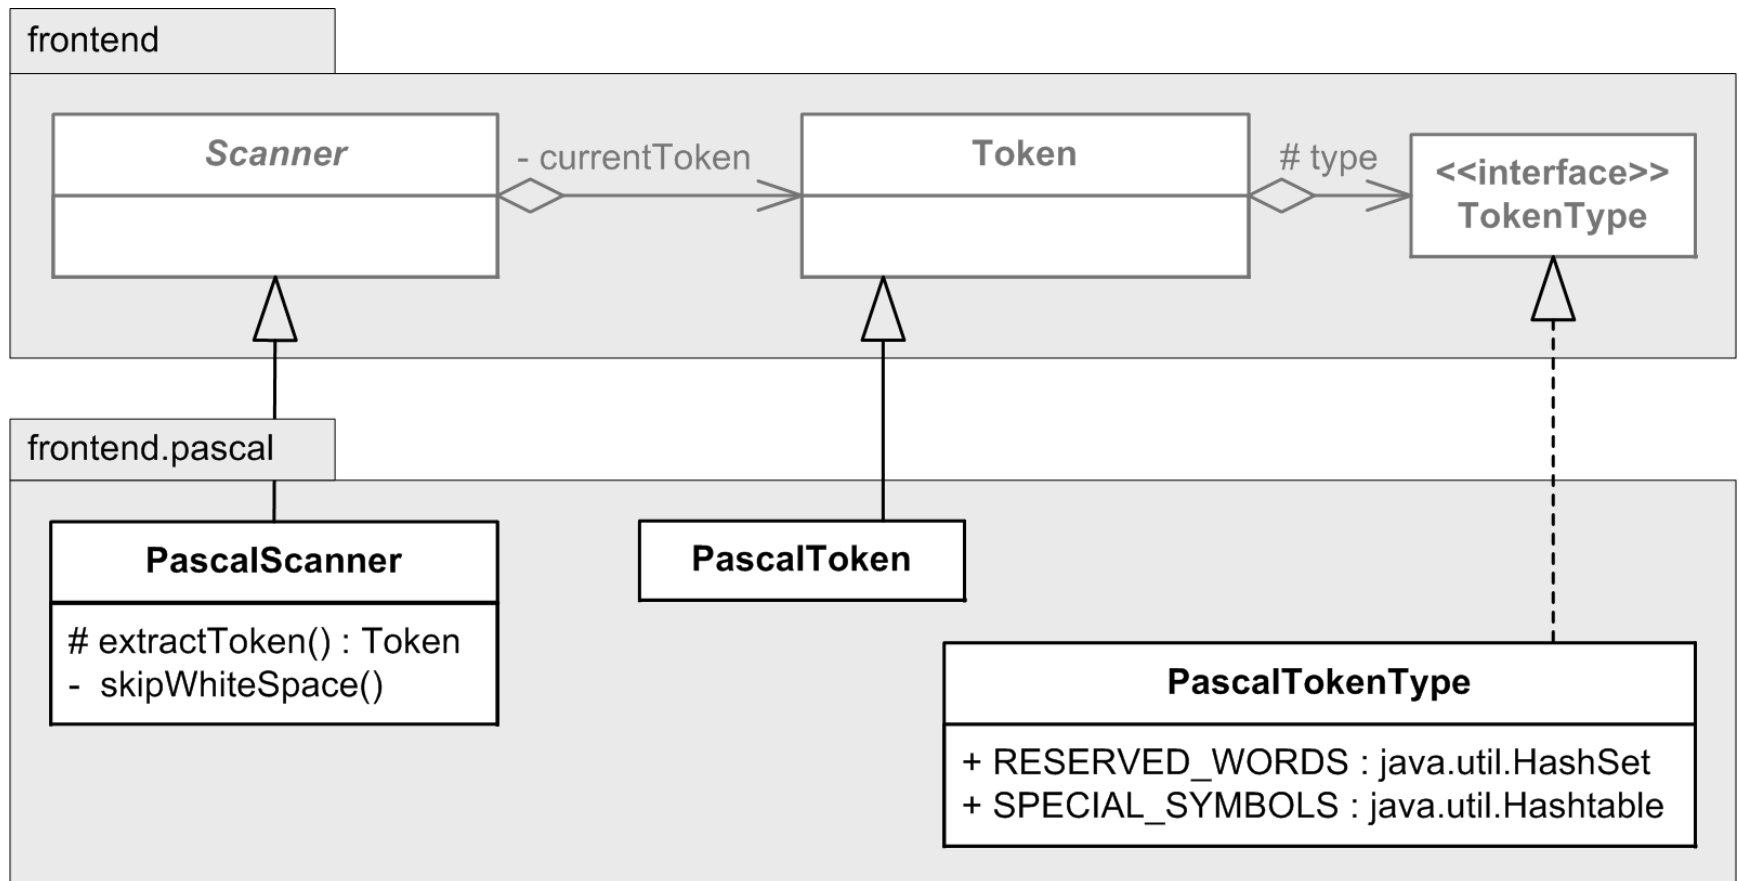 frontend
Scanner
- currentToken
Token
# type
<<interface>>
TokenType
frontend.pascal
PascalScanner
# extractToken() : Token
- skipWhiteSpace()
PascalToken
PascalTokenType
+ RESERVED_WORDS : java.util.HashSet
+ SPECIAL_SYMBOLS : java.util.Hashtable